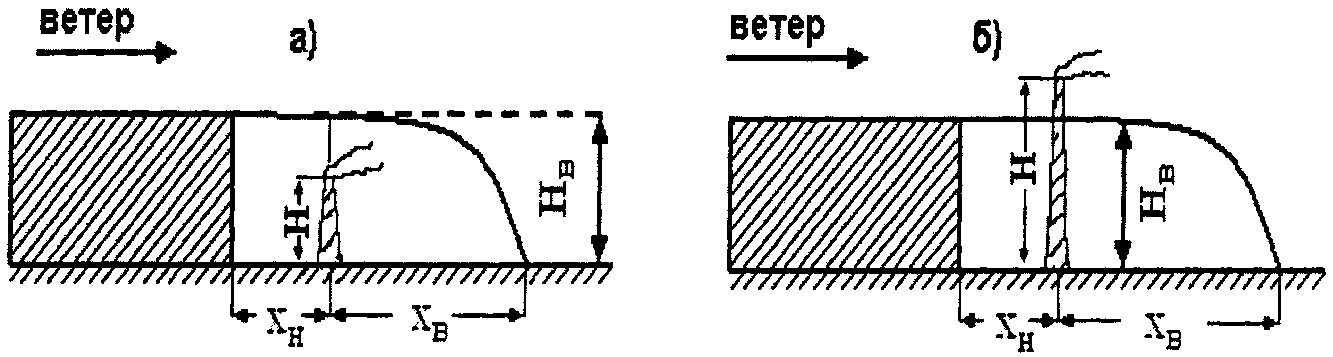 ветер а)
H
Hв
Xн Xв
ветер б)
H
Hв
Xн Xв